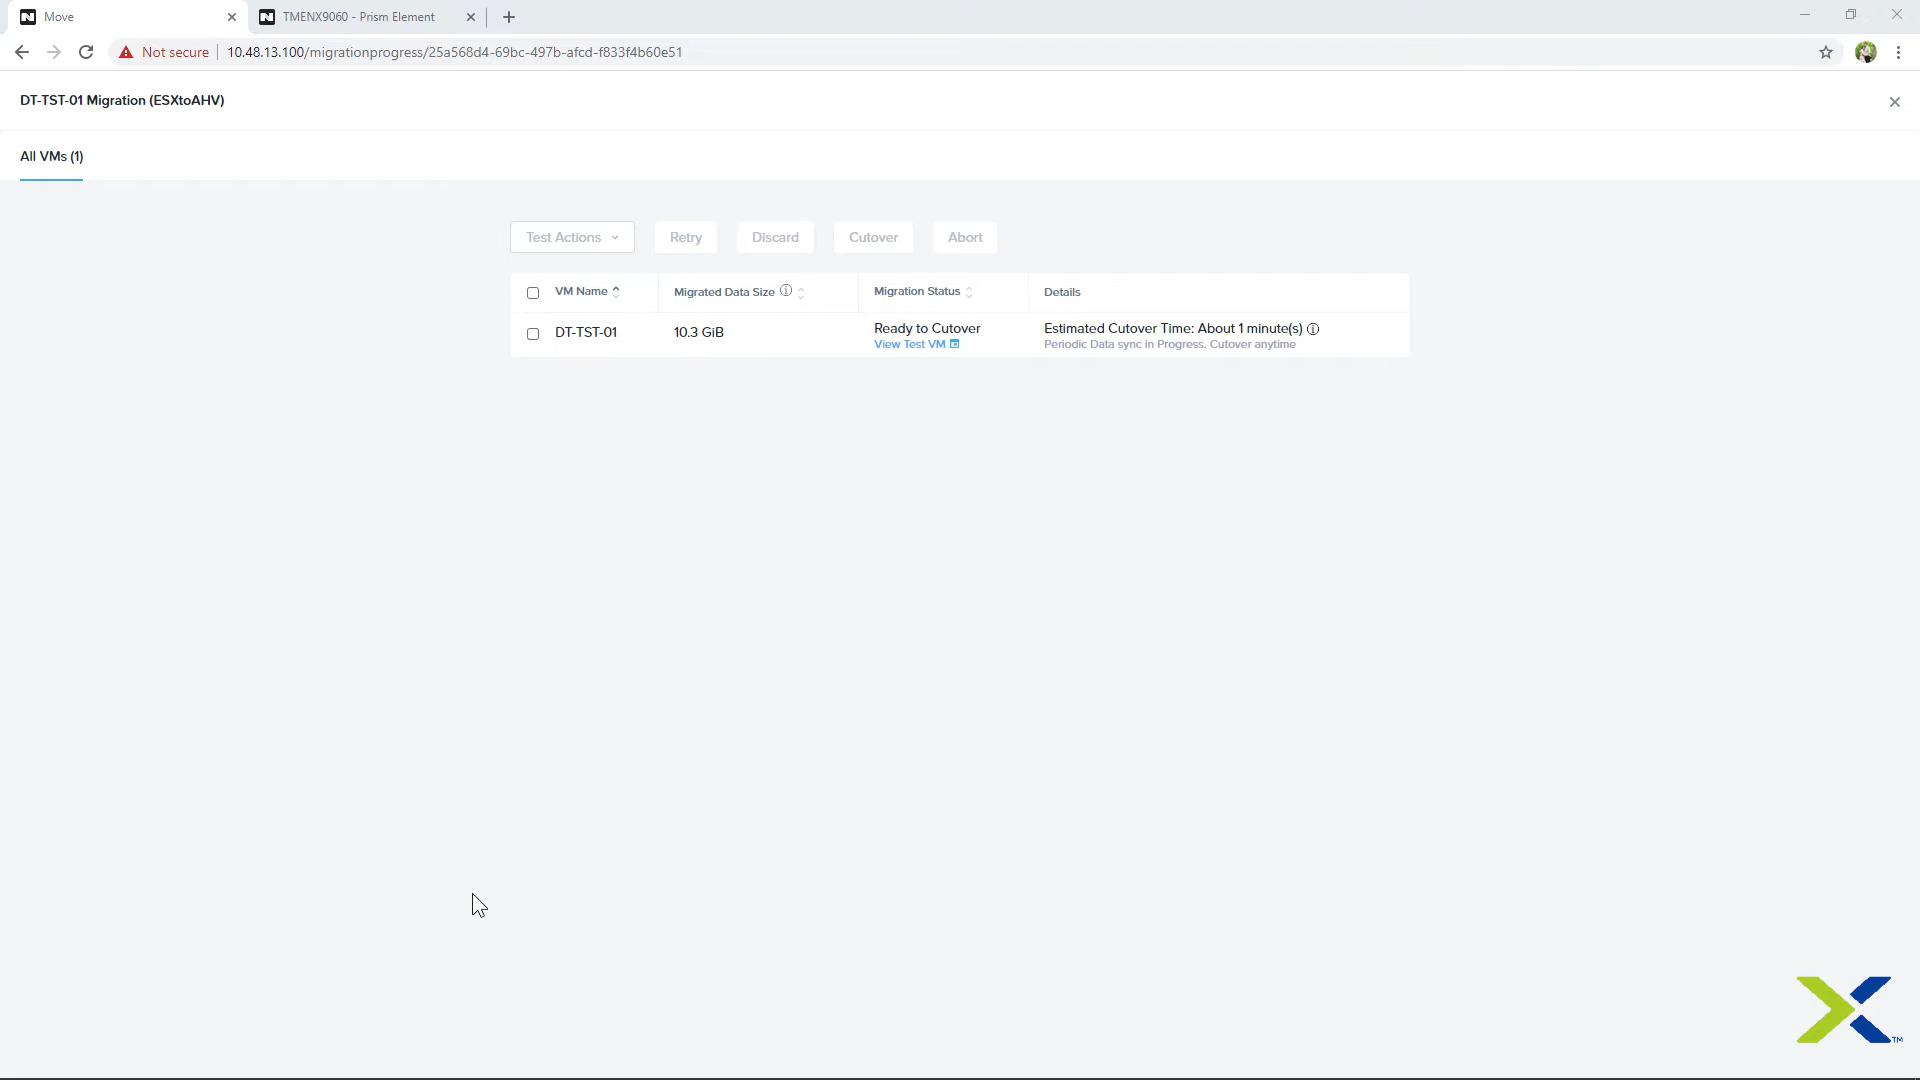 Move
TMENX9060 - Prism Element
Not secure
10.48.13.100/migrationprogress/25a568d4-69bc-497b-afcd-f833f4b60e51
DT-TST-01 Migration (ESXtoAHV)
All VMs (1)
Test Actions
Retry
Discard
Cutover
Abort
VM Name
Migrated Data Size
Migration Status
Details
DT-TST-01
10.3 GiB
Ready to Cutover
View Test VM
Estimated Cutover Time: About 1 minute(s)
Periodic Data sync in Progress. Cutover anytime
TM